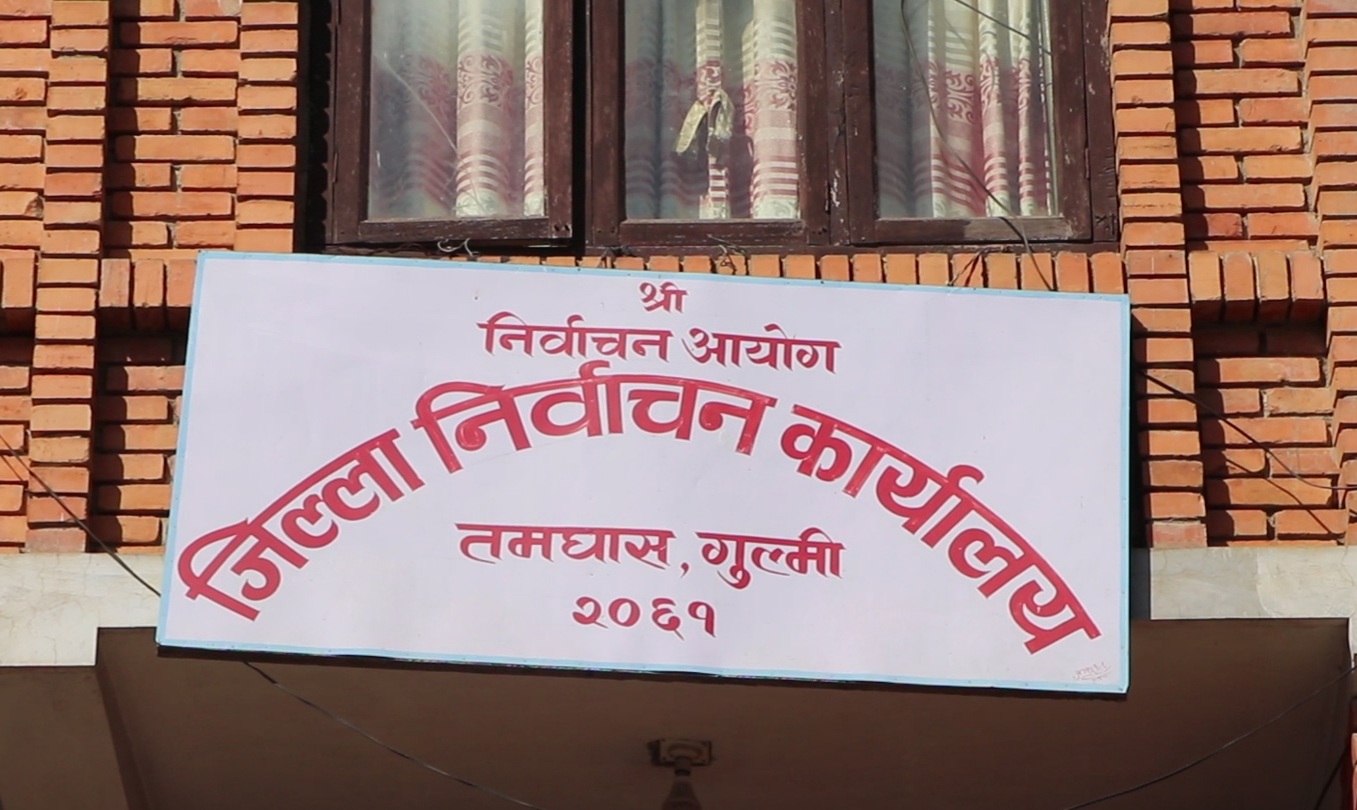 श्री
निर्वाचन आयोग
जिल्ला निर्वाचन कार्यालय
तमघास, गुल्मी
२०६१